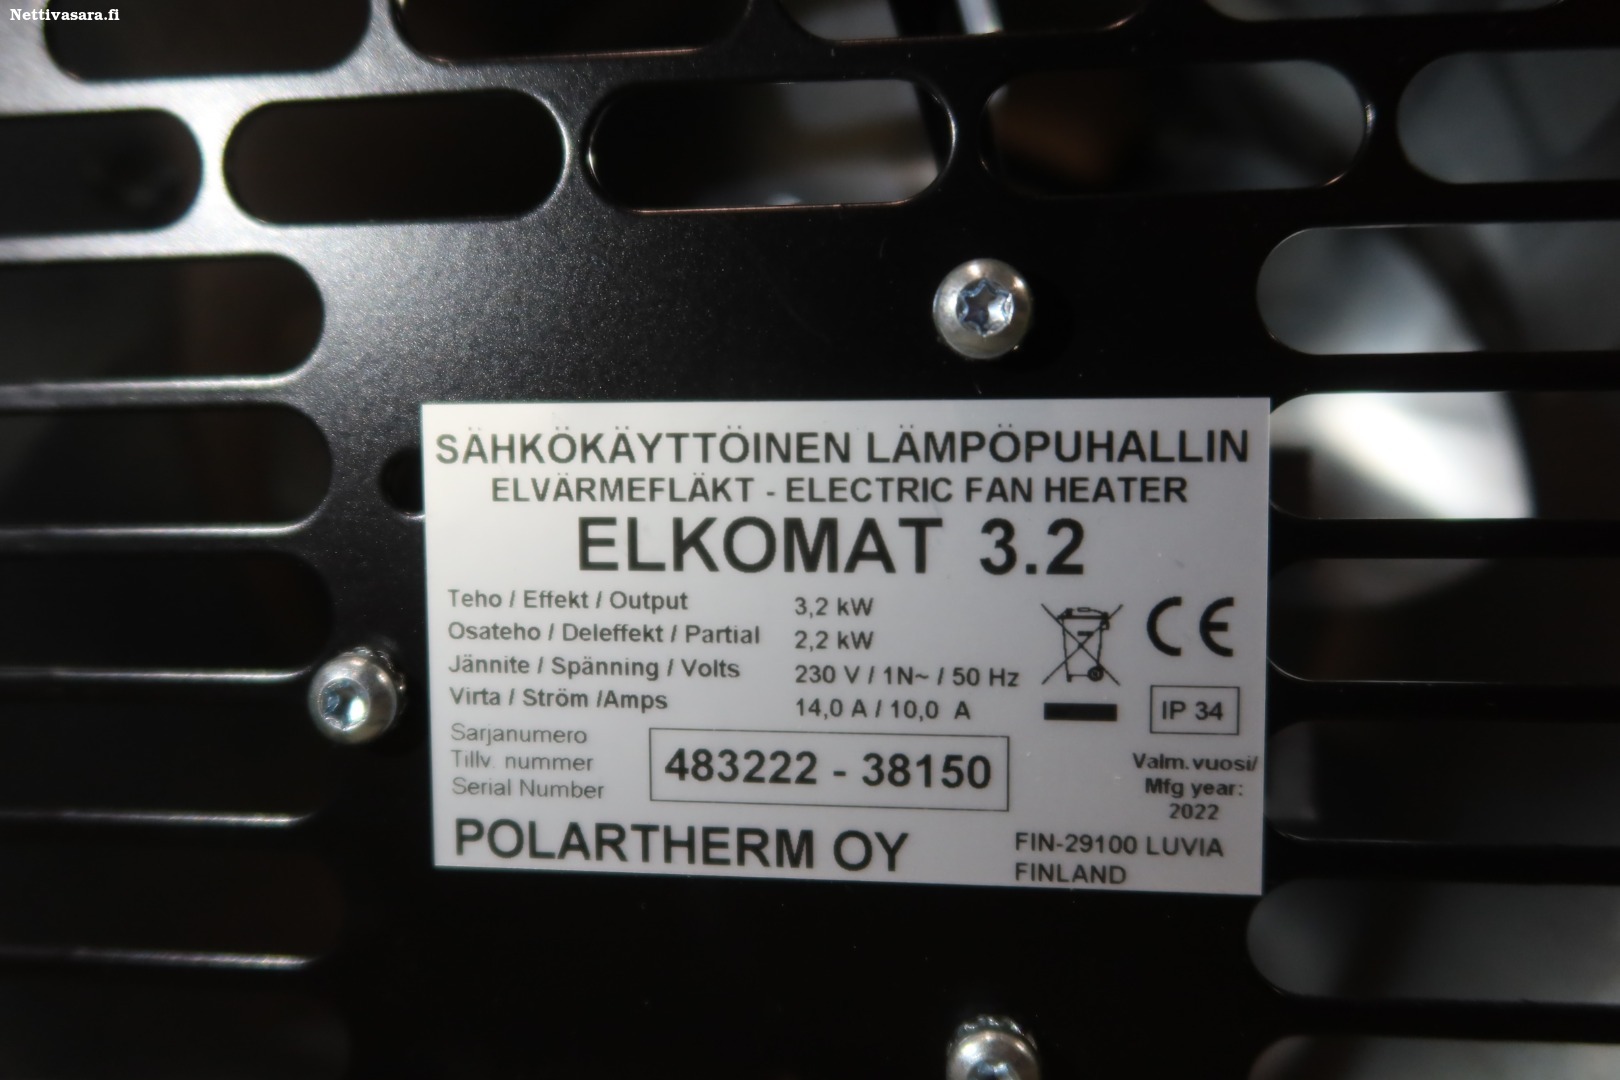 Nettivasara.fi
SÄHKÖKÄYTTÖINEN LÄMPÖPUHALLIN
ELVÄRMEFLÄKT - ELECTRIC FAN HEATER
ELKOMAT 3.2
Teho / Effekt / Output 3,2 kW
Osateho / Deleffekt / Partial 2,2 kW
Jännite / Spänning / Volts 230 V / 1N~ / 50 Hz
Virta / Ström /Amps 14,0 A / 10,0 A
CE
IP 34
Sarjanumero
Tillv. nummer
Serial Number
483222 - 38150
Valm.vuosi/
Mfg year:
2022
POLARTHERM OY
FIN-29100 LUVIA
FINLAND